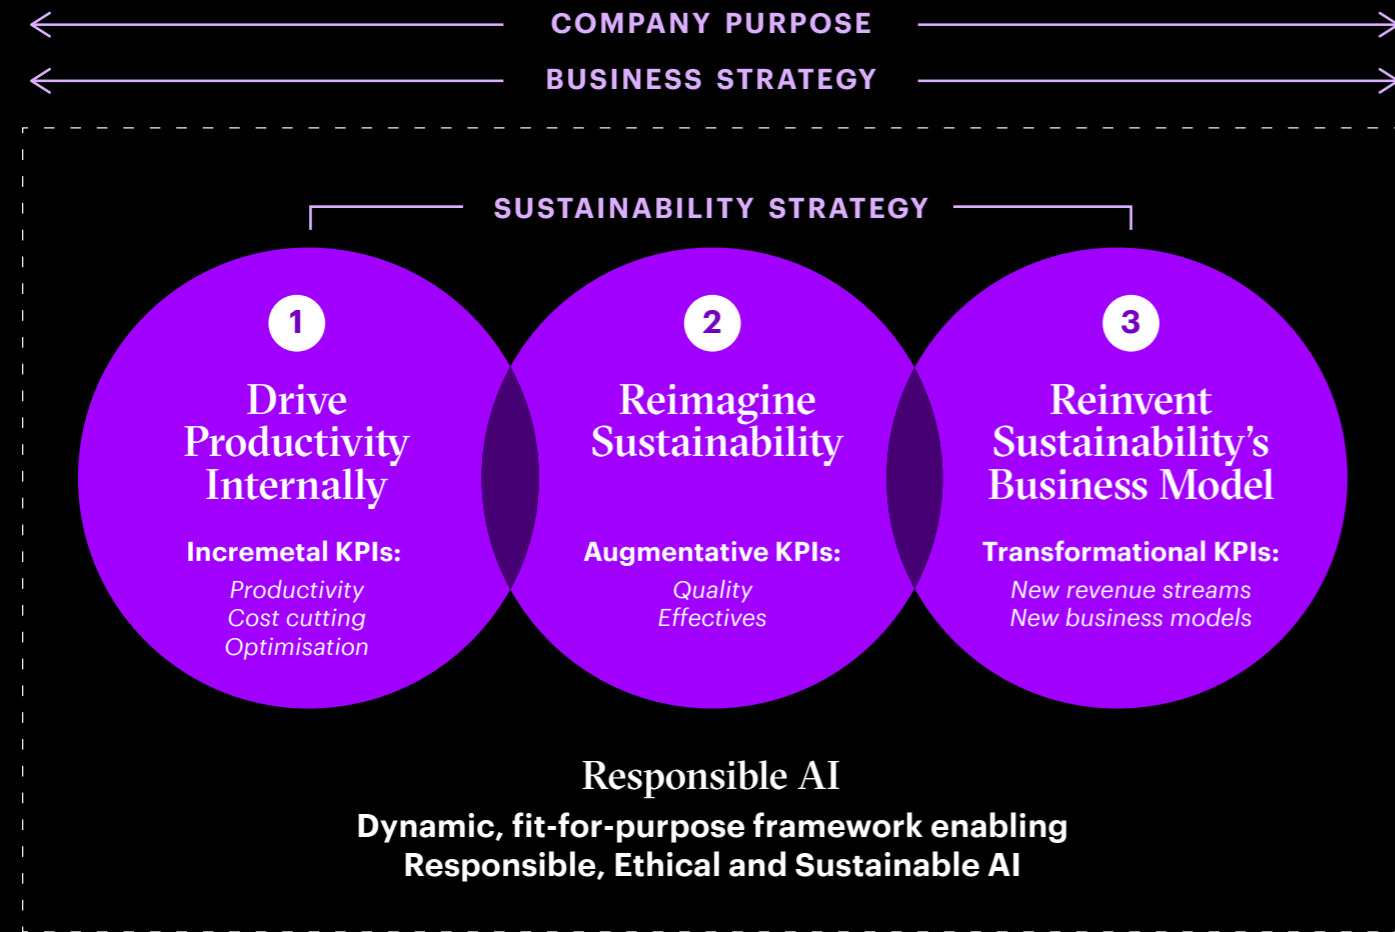 COMPANY PURPOSE
BUSINESS STRATEGY
SUSTAINABILITY STRATEGY
1
Drive
Productivity
Internally
Incremetal KPIs:
Productivity
Cost cutting
Optimisation
2
Reimagine
Sustainability
Augmentative KPIs:
Quality
Effectives
3
Reinvent
Sustainability’s
Business Model
Transformational KPIs:
New revenue streams
New business models
Responsible AI
Dynamic, fit-for-purpose framework enabling
Responsible, Ethical and Sustainable AI